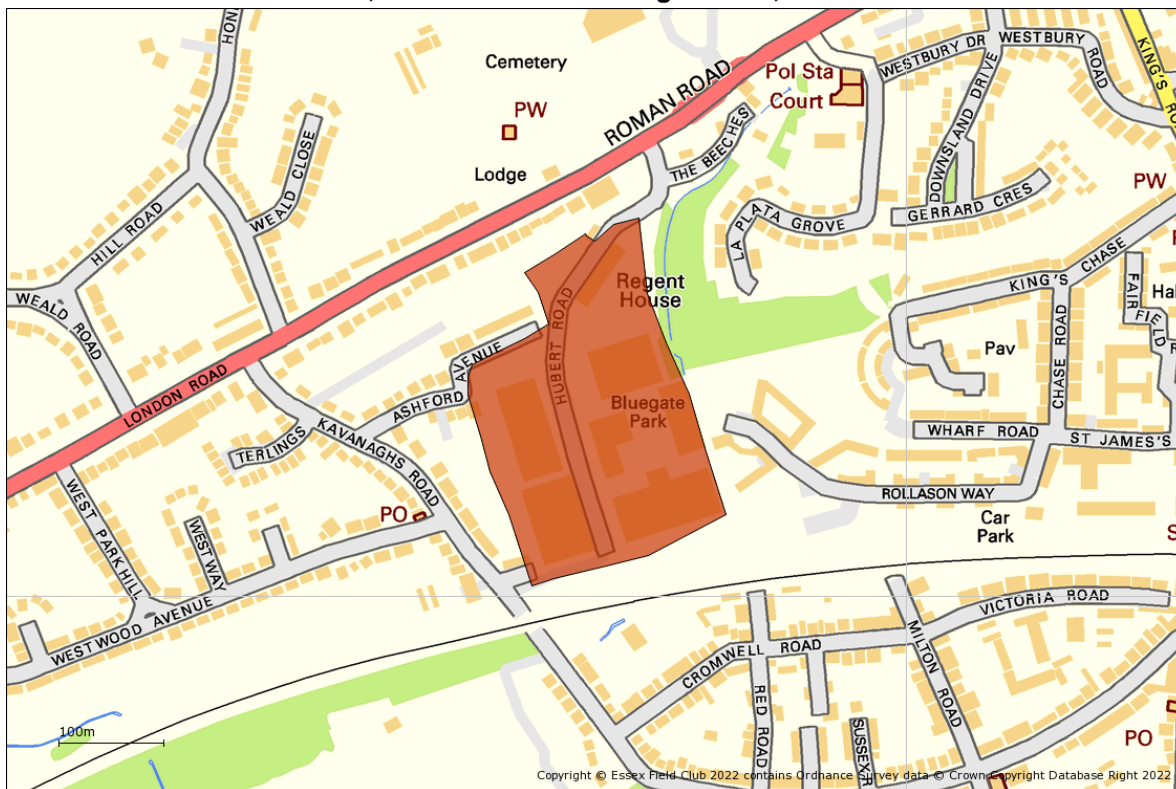 HON
Cemetery
PW
Lodge
ROMAN ROAD
Pol Sta
Court
WESTBURY DR
WESTBURY
ROAD
KING'S
THE BEECHES
DOWNSLAND DRIVE
PW
WEALD CLOSE
HILL ROAD
LA PLATA GROVE
GERRARD CRES
KING'S CHASE
WEALD ROAD
Regent
House
FAIR
FIELD
Hal
HUBERT ROAD
AVENUE
ASHFORD
Pav
CHASE ROAD
LONDON ROAD
Bluegate
Park
KAVANAGHS ROAD
TERLINGS
WHARF ROAD
ST JAMES'S
ROLLASON WAY
WEST PARK HILL
WESTWAY
PO
Car
Park
S
WESTWOOD AVENUE
VICTORIA ROAD
CROMWELL ROAD
MILTON ROAD
RED ROAD
SUSSEX R
PO
100m
Copyright © Essex Field Club 2022 contains Ordnance Survey data © Crown Copyright Database Right 2022